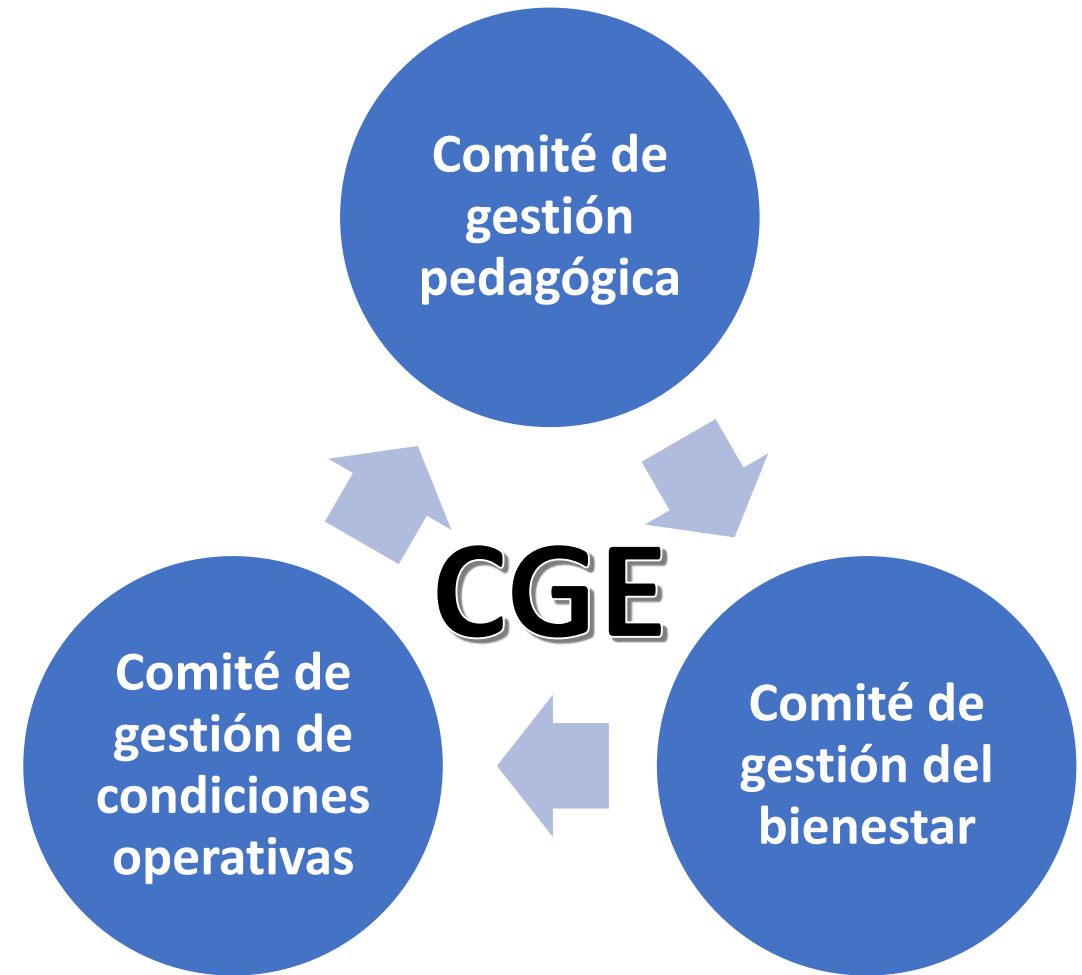 Comité de
gestión
pedagógica
CGE
Comité de
gestión de
condiciones
operativas
Comité de
gestión del
bienestar